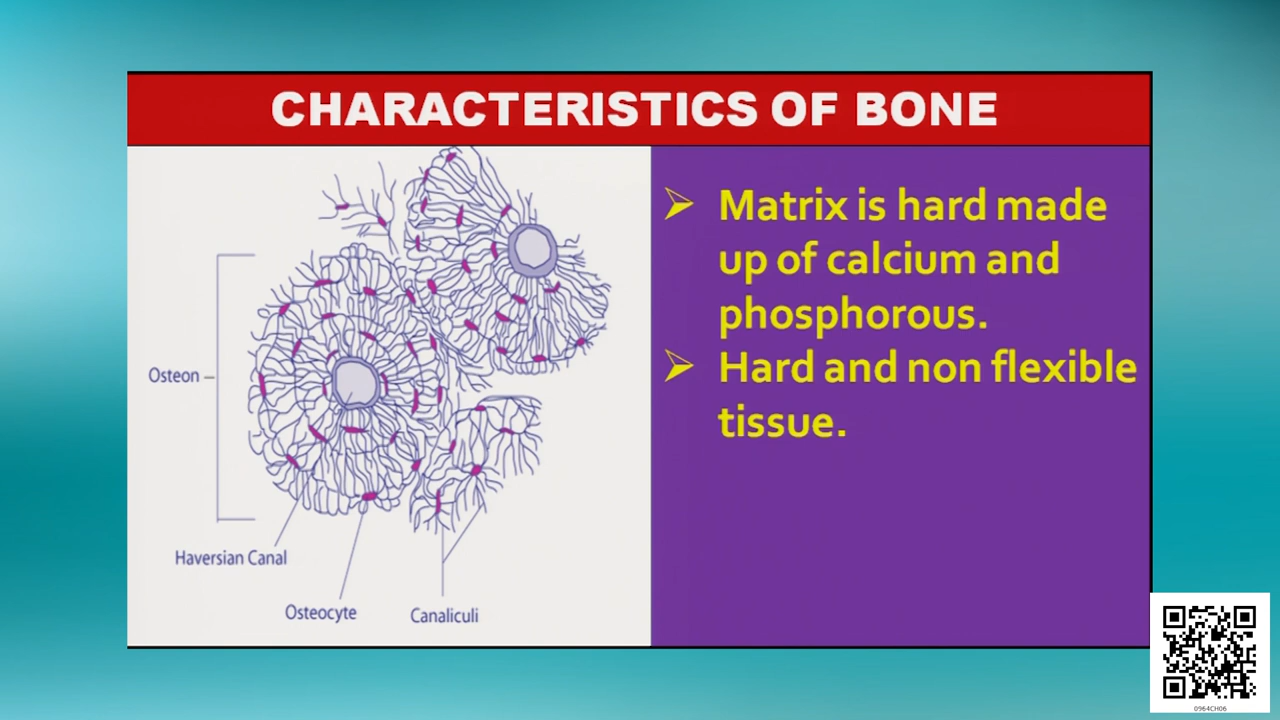 CHARACTERISTICS OF BONE
Osteon
Haversian Canal
Osteocyte
Canaliculi
➢ Matrix is hard made
up of calcium and
phosphorous.
➢ Hard and non flexible
tissue.
0964CH06